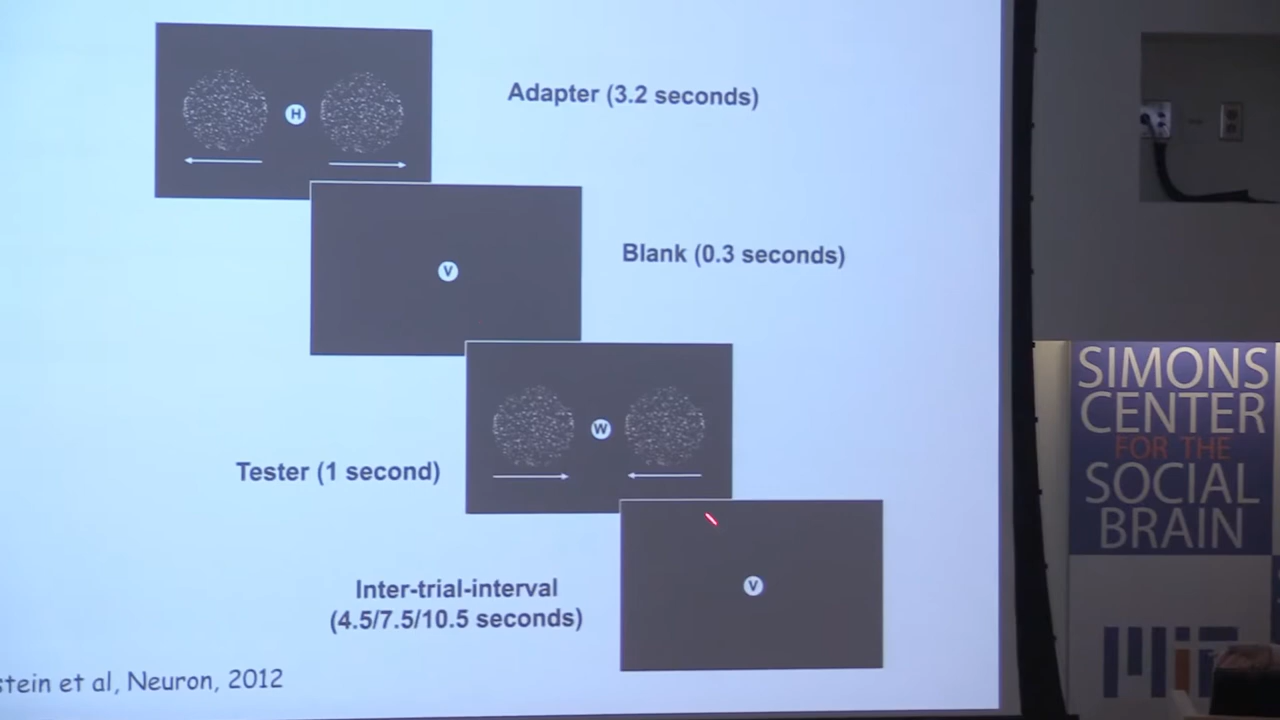 H
Adapter (3.2 seconds)
V
Blank (0.3 seconds)
W
Tester (1 second)
V
Inter-trial-interval
(4.5/7.5/10.5 seconds)
stein et al, Neuron, 2012
SIMONS
CENTER
FOR THE
SOCIAL
BRAIN
MIT